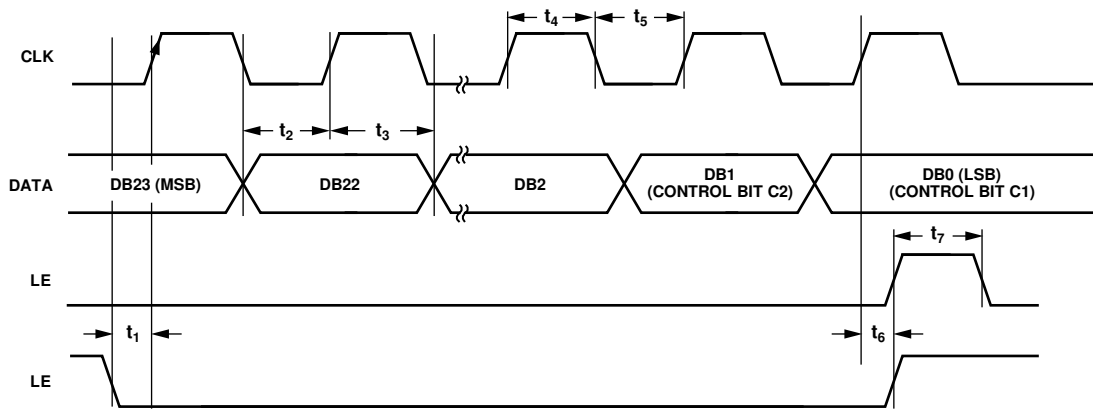 t₄
t₅
CLK
t₂
t₃
DATA
DB23 (MSB)
DB22
DB2
DB1
(CONTROL BIT C2)
DB0 (LSB)
(CONTROL BIT C1)
t₇
LE
t₁
t₆
LE